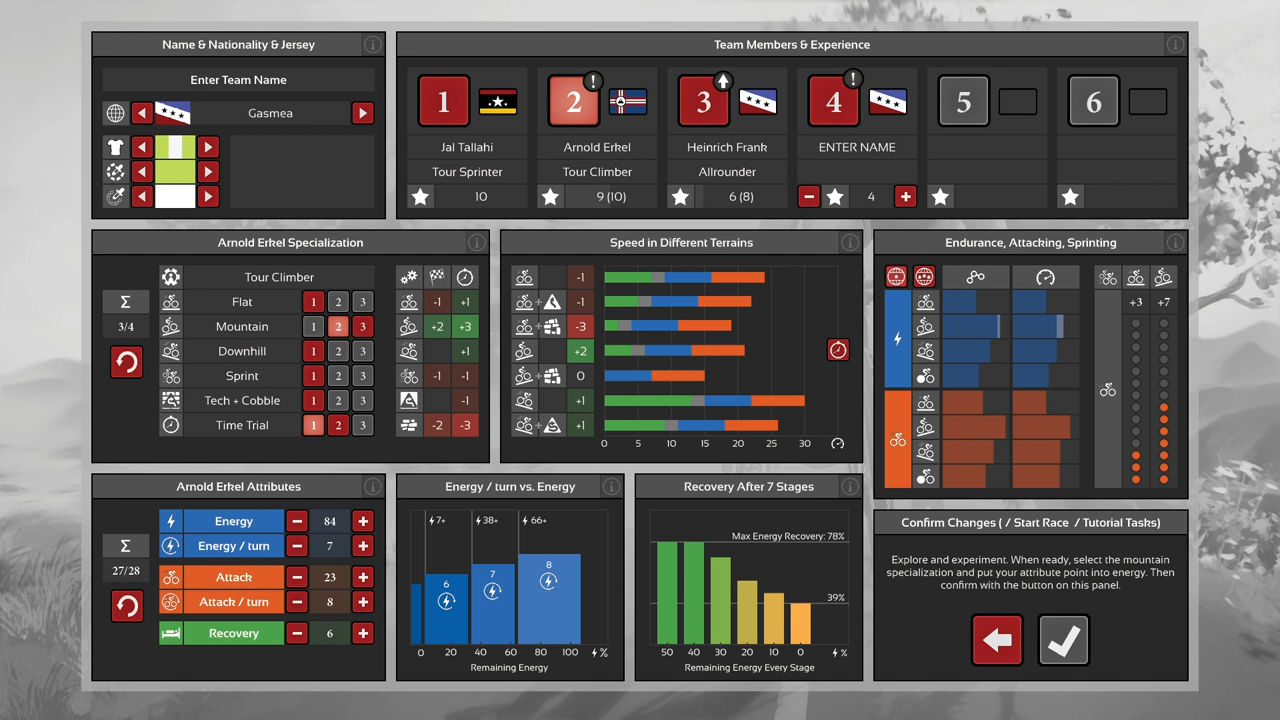 Name & Nationality & Jersey
Enter Team Name
Gasmea
Team Members & Experience
1 2 ! 3 4 ! 5 6
Jal Tallahi Arnold Erkel Heinrich Frank ENTER NAME
Tour Sprinter Tour Climber Allrounder
10 9 (10) 6 (8) 4
Arnold Erkel Specialization
Tour Climber
Σ Flat 1 2 3 -1 +1
3/4 Mountain 1 2 3 +2 +3
Downhill 1 2 3 +1
Sprint 1 2 3 -1 -1
Tech + Cobble 1 2 3 -1
Time Trial 1 2 3 -2 -3
Speed in Different Terrains
-1
+ -1
+ -3
+2
+ 0
+1
+ +1
0 5 10 15 20 25 30
Endurance, Attacking, Sprinting
+3 +7
Arnold Erkel Attributes
Energy 84
Σ Energy / turn 7
27/28 Attack 23
Attack / turn 8
Recovery 6
Energy / turn vs. Energy
7+ 38+ 66+
6 7 8
0 20 40 60 80 100 %
Remaining Energy
Recovery After 7 Stages
Max Energy Recovery: 78%
39%
50 40 30 20 10 0 %
Remaining Energy Every Stage
Confirm Changes ( / Start Race / Tutorial Tasks)
Explore and experiment. When ready, select the mountain
specialization and put your attribute point into energy. Then
confirm with the button on this panel.